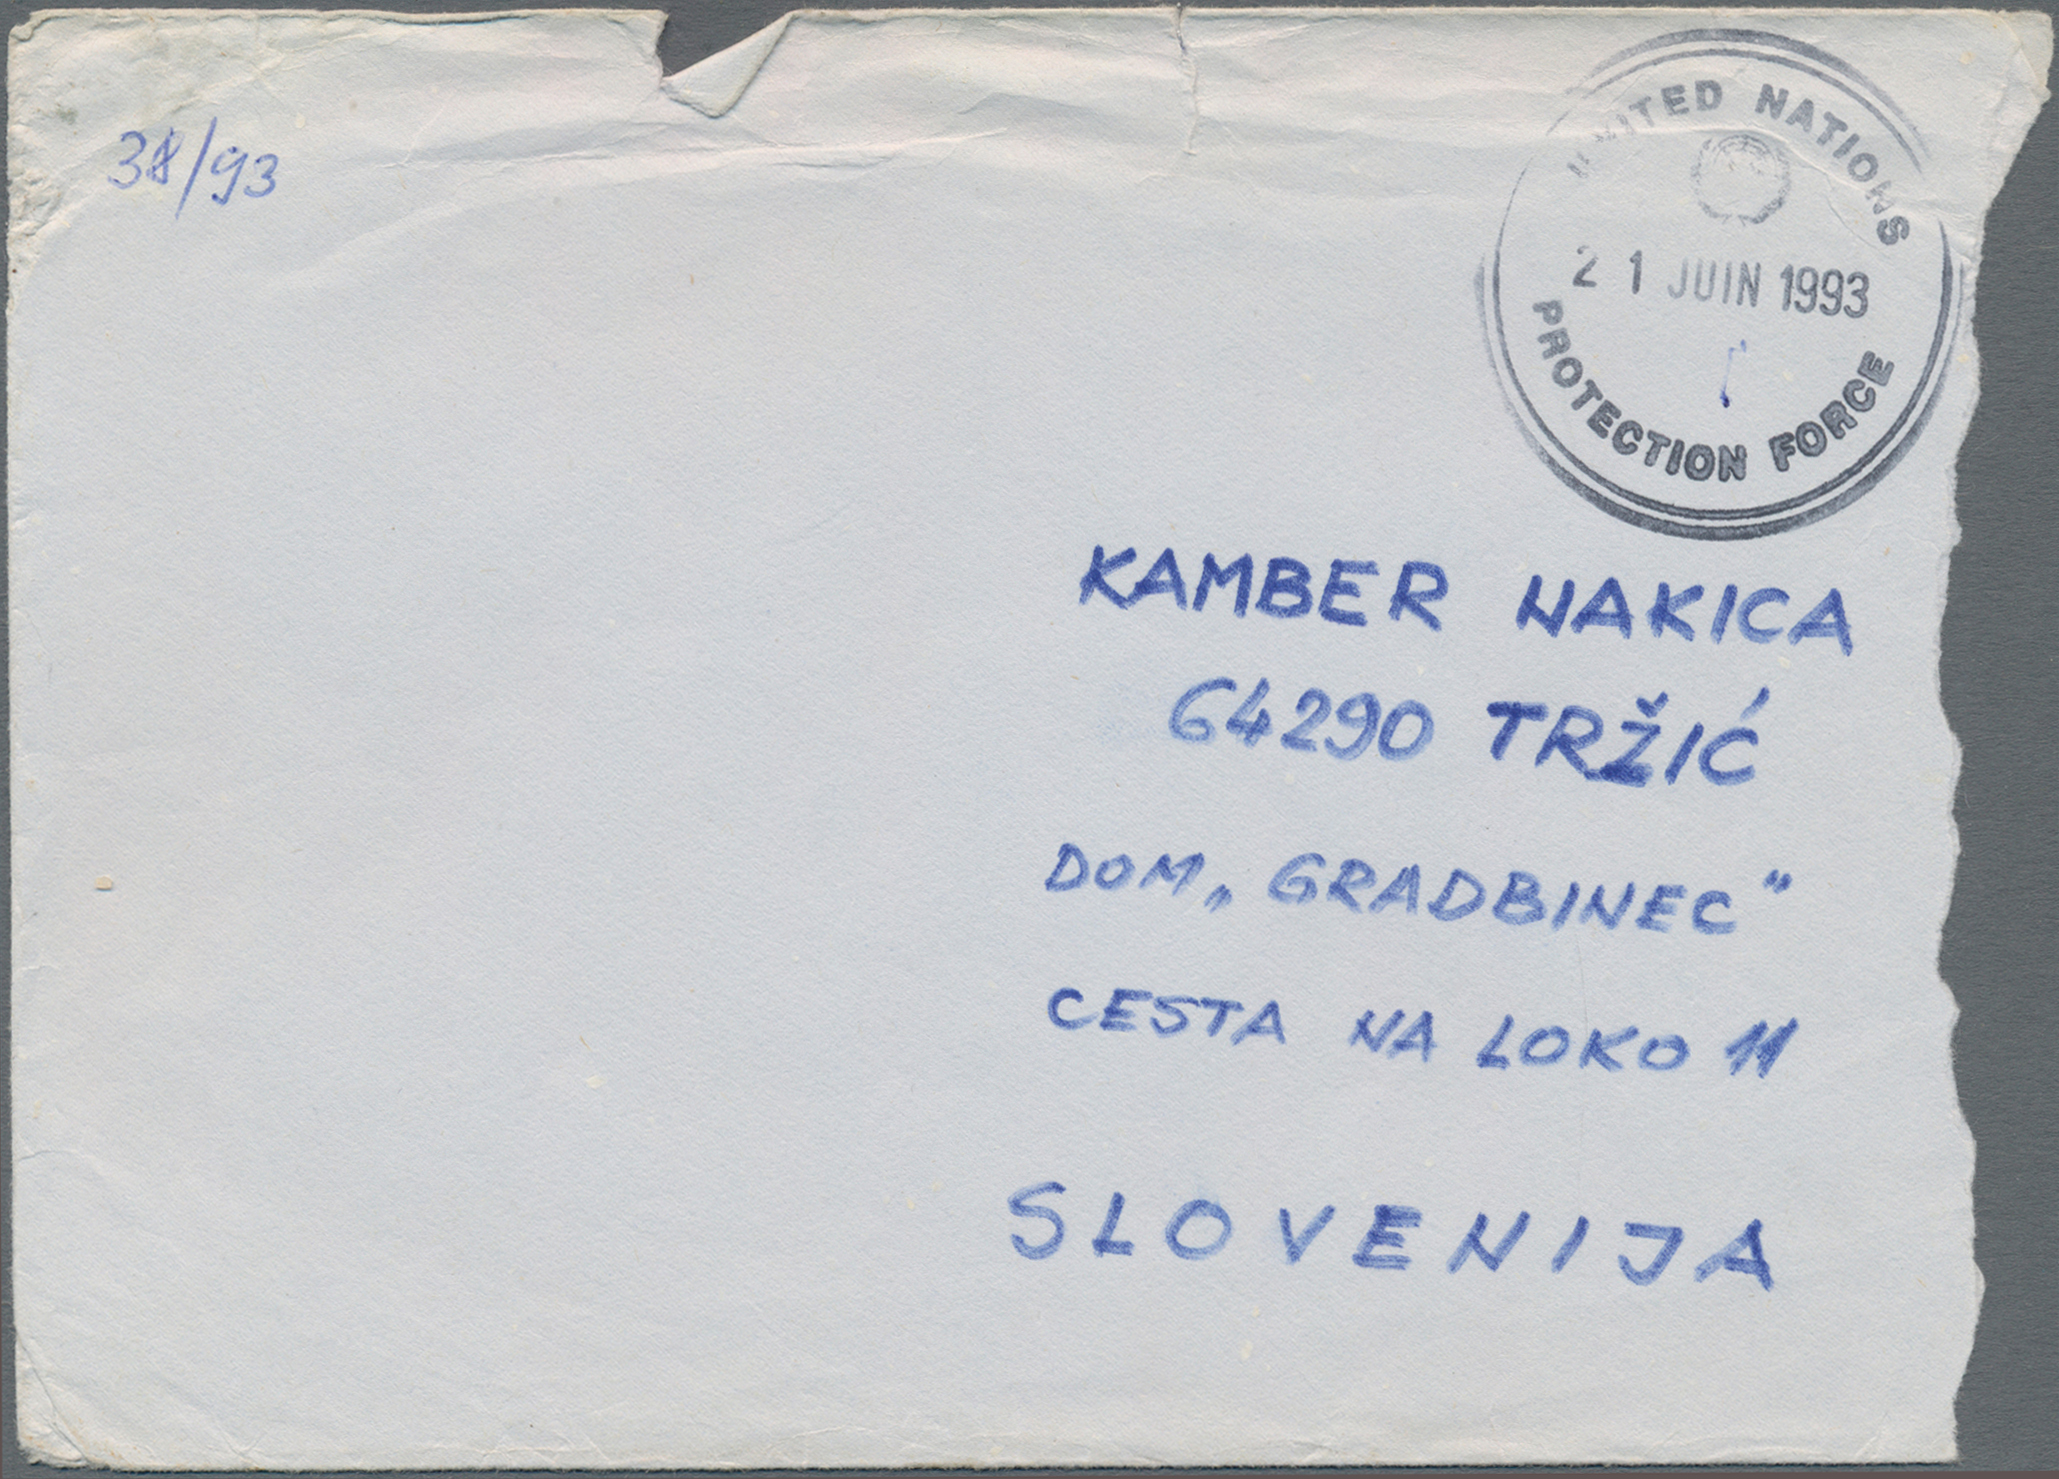 38/93
UNITED NATIONS
21 JUIN 1993
PROTECTION FORCE
KAMBER NAKICA
64290 TRŽIĆ
DOM „GRADBINEC"
CESTA NA LOKO 11
SLOVENIJA